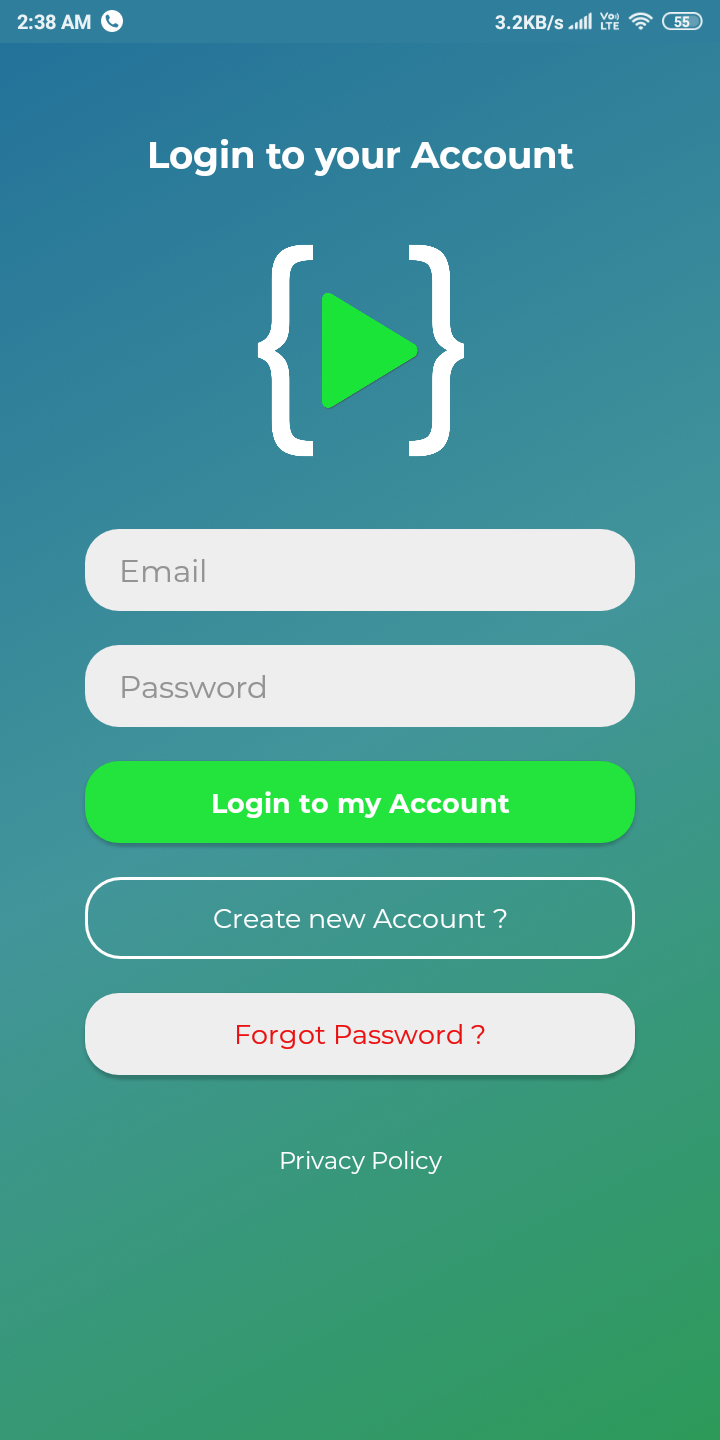 2:38 AM 3.2KB/s Vo LTE 55
Login to your Account
{ }
Email
Password
Login to my Account
Create new Account ?
Forgot Password ?
Privacy Policy